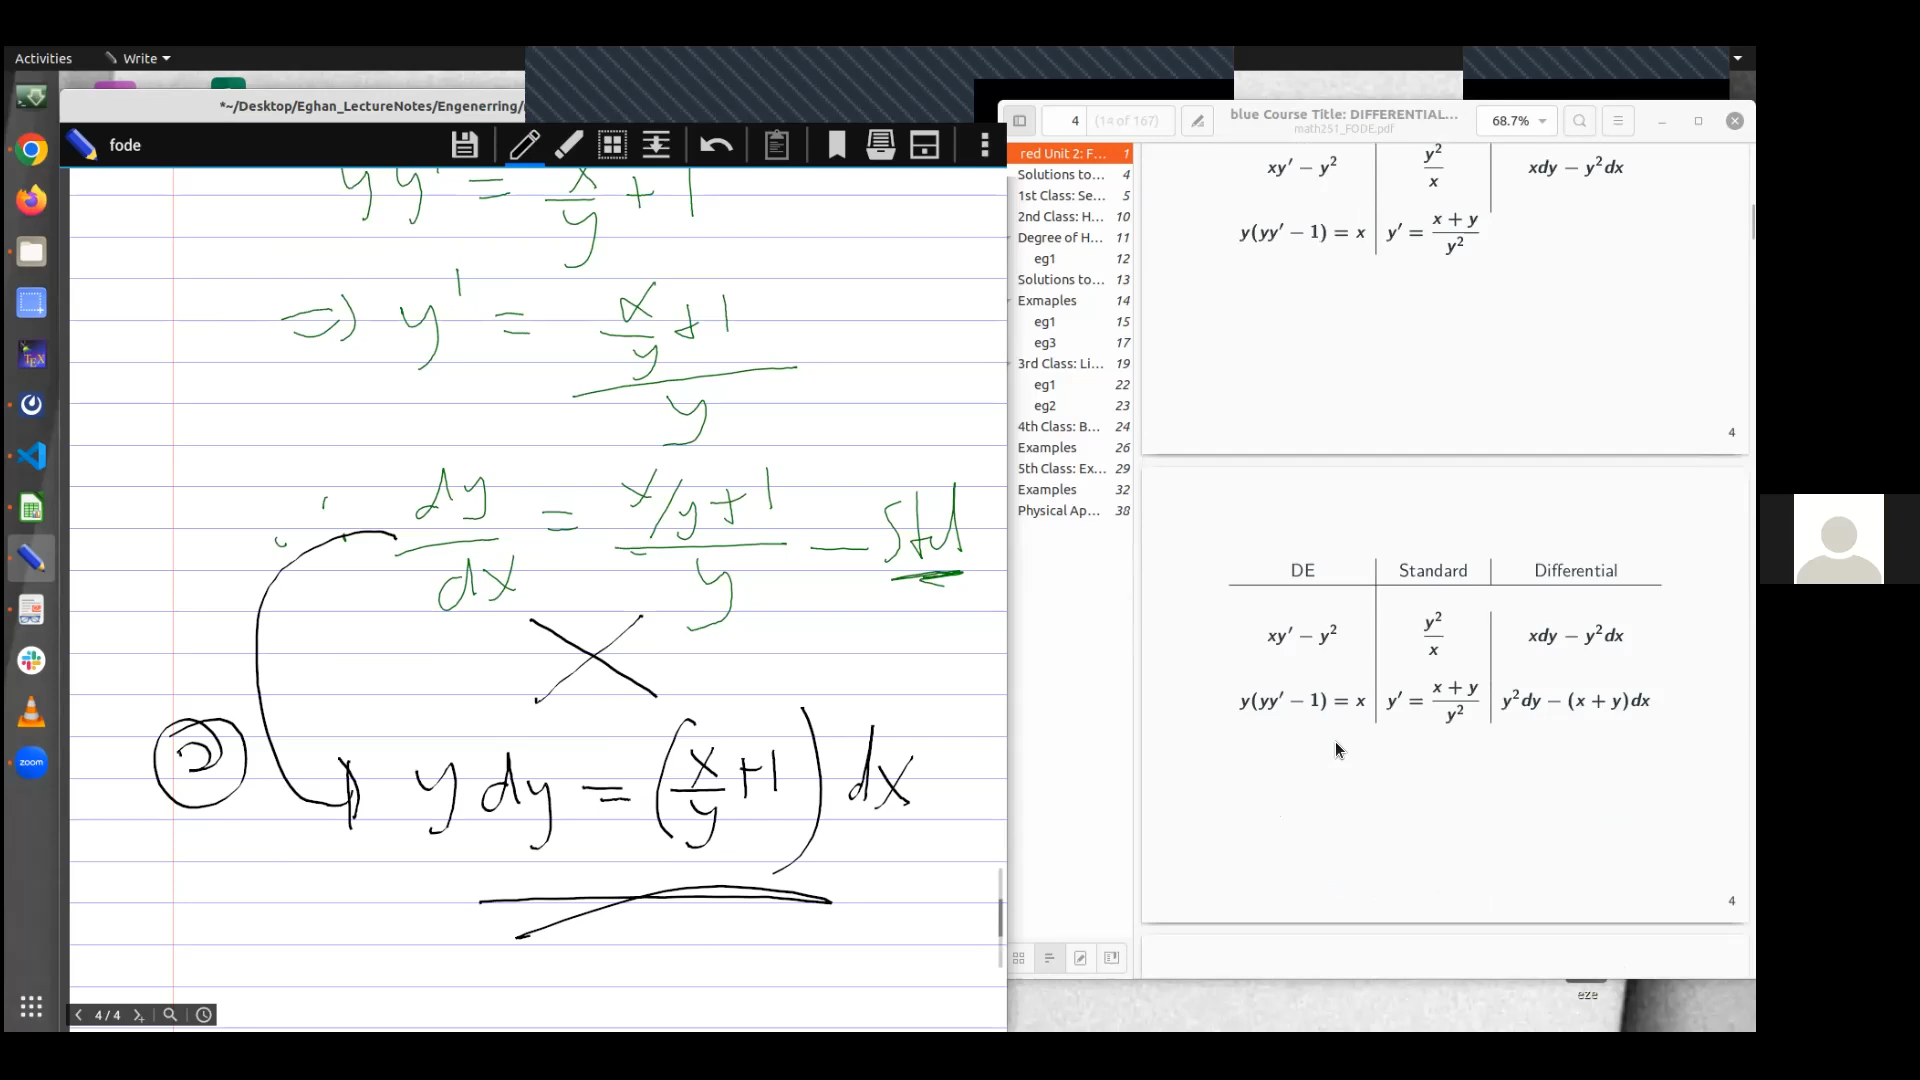 Activities
Write
*~/Desktop/Eghan_LectureNotes/Engenerring/
fode
y y' = x/y + 1
⇒ y' = (x/y + 1)/y
∴ dy/dx = (x/y + 1)/y — std
② y dy = (x/y + 1) dx
4/4
4
(14 of 167)
blue Course Title: DIFFERENTIAL...
math251_FODE.pdf
68.7%
red Unit 2: F... 1
Solutions to... 4
1st Class: Se... 5
2nd Class: H... 10
Degree of H... 11
eg1 12
Solutions to... 13
Exmaples 14
eg1 15
eg3 17
3rd Class: Li... 19
eg1 22
eg2 23
4th Class: B... 24
Examples 26
5th Class: Ex... 29
Examples 32
Physical Ap... 38
xy′ − y² y²/x xdy − y²dx
y(yy′ − 1) = x y′ = (x + y)/y²
4
DE Standard Differential
xy′ − y² y²/x xdy − y²dx
y(yy′ − 1) = x y′ = (x + y)/y² y²dy − (x + y)dx
4
eze
TEX
zoom